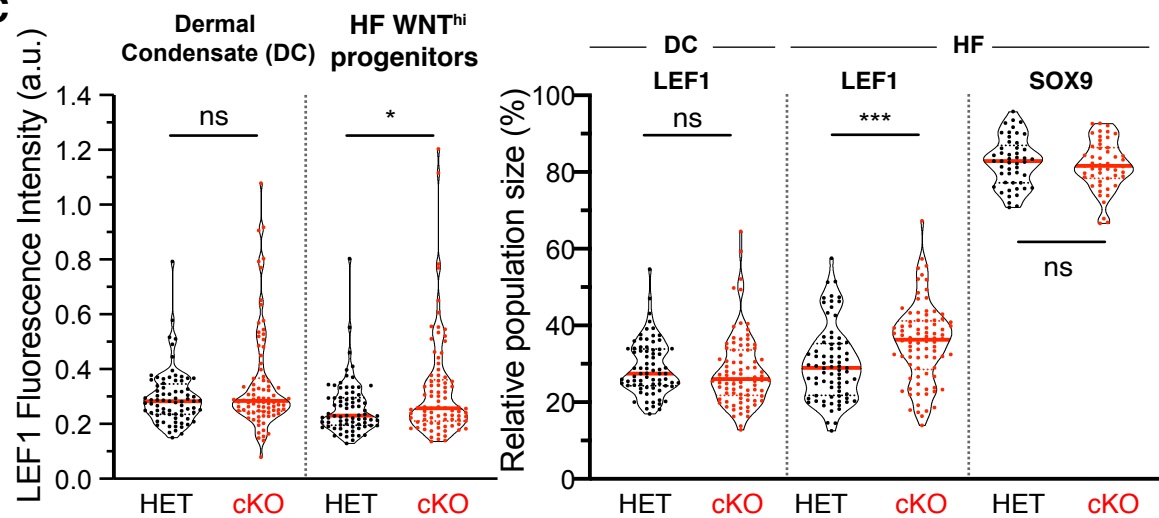 Dermal
Condensate (DC)
HF WNTʰⁱ
progenitors
LEF1 Fluorescence Intensity (a.u.)
1.4
1.2
1.0
0.8
0.6
0.4
0.2
0.0
ns
*
HET
cKO
HET
cKO
DC
HF
LEF1
LEF1
SOX9
Relative population size (%)
100
80
60
40
20
0
ns
***
ns
HET
cKO
HET
cKO
HET
cKO